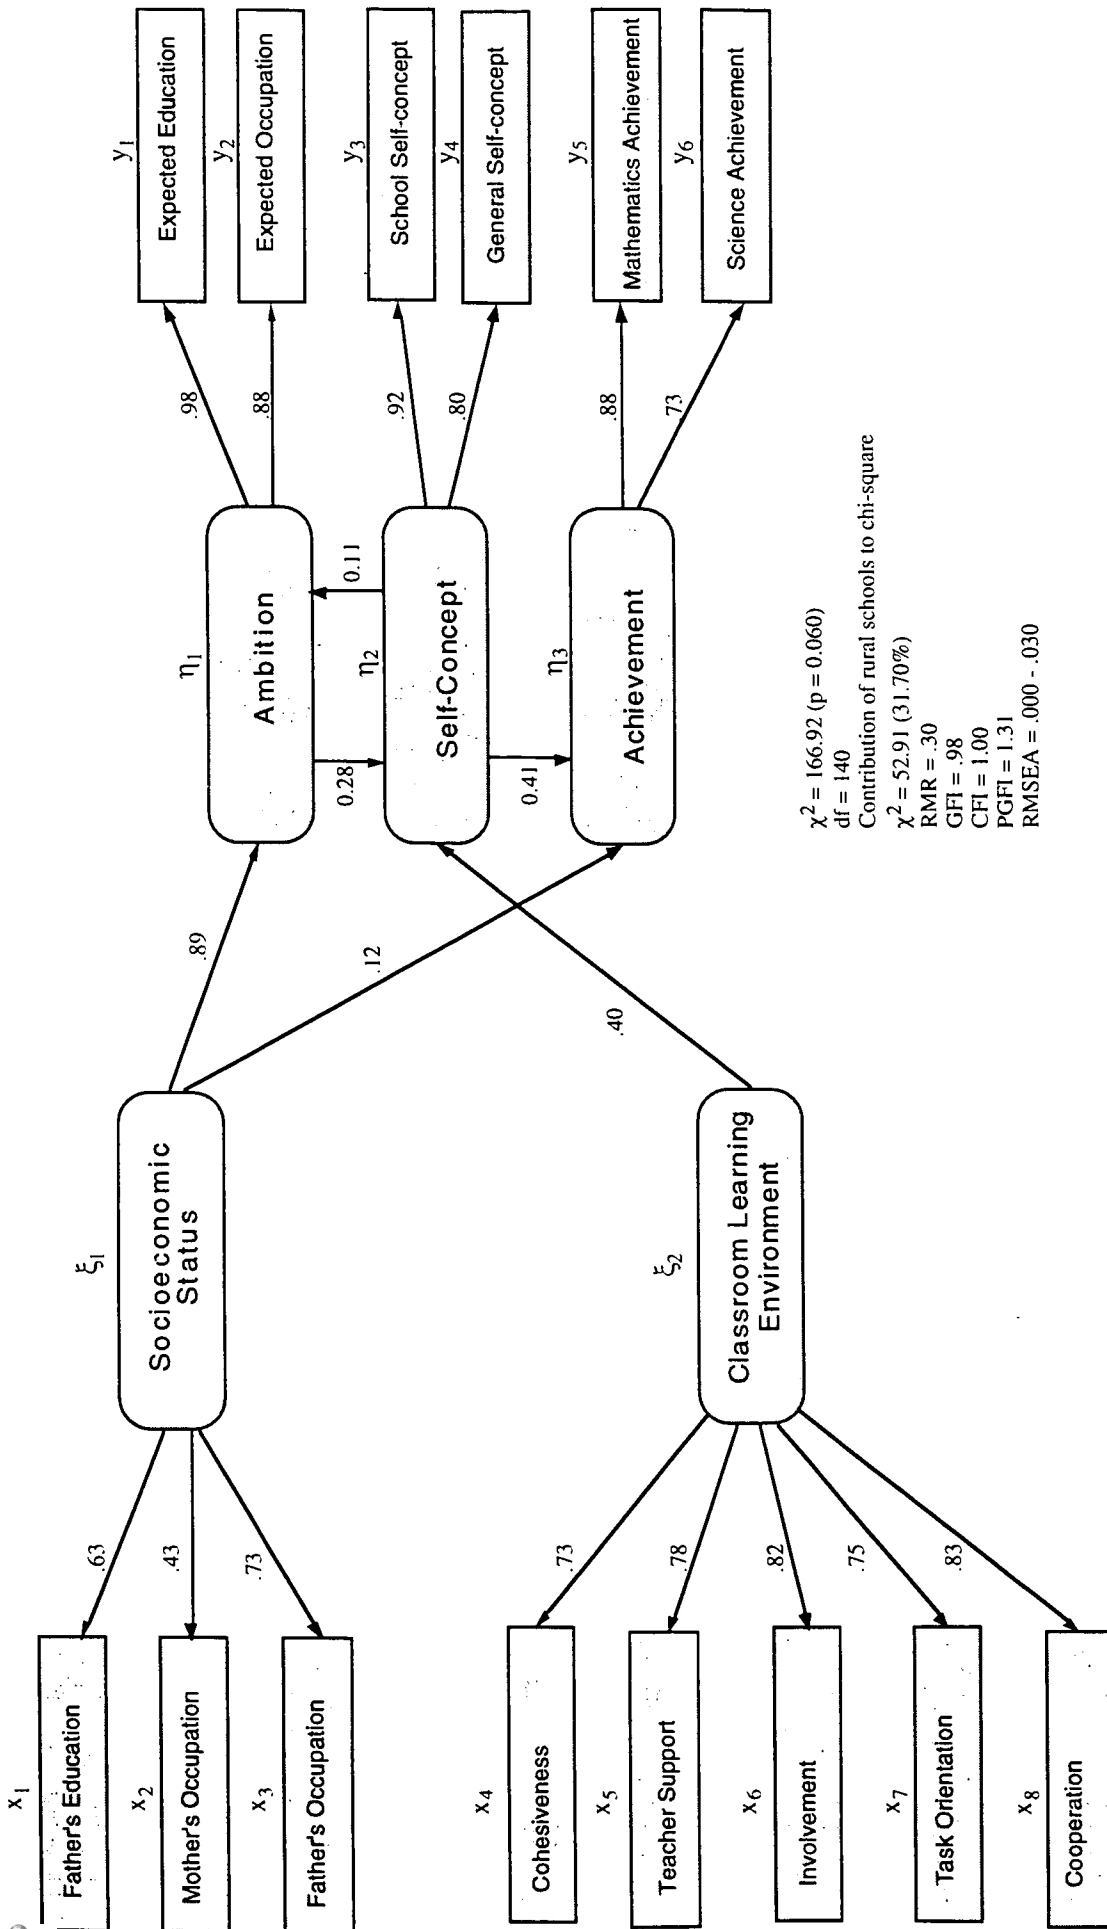 x1
Father's Education
x2
Mother's Occupation
x3
Father's Occupation
x4
Cohesiveness
x5
Teacher Support
x6
Involvement
x7
Task Orientation
x8
Cooperation
.63
.43
.73
.73
.78
.82
.75
.83
ξ1
Socioeconomic
Status
ξ2
Classroom Learning
Environment
.89
.12
.40
η1
Ambition
0.28
0.11
η2
Self-Concept
0.41
η3
Achievement
.98
.88
.92
.80
.88
.73
y1
Expected Education
y2
Expected Occupation
y3
School Self-concept
y4
General Self-concept
y5
Mathematics Achievement
y6
Science Achievement
χ2 = 166.92 (p = 0.060)
df = 140
Contribution of rural schools to chi-square
χ2 = 52.91 (31.70%)
RMR = .30
GFI = .98
CFI = 1.00
PGFI = 1.31
RMSEA = .000 - .030